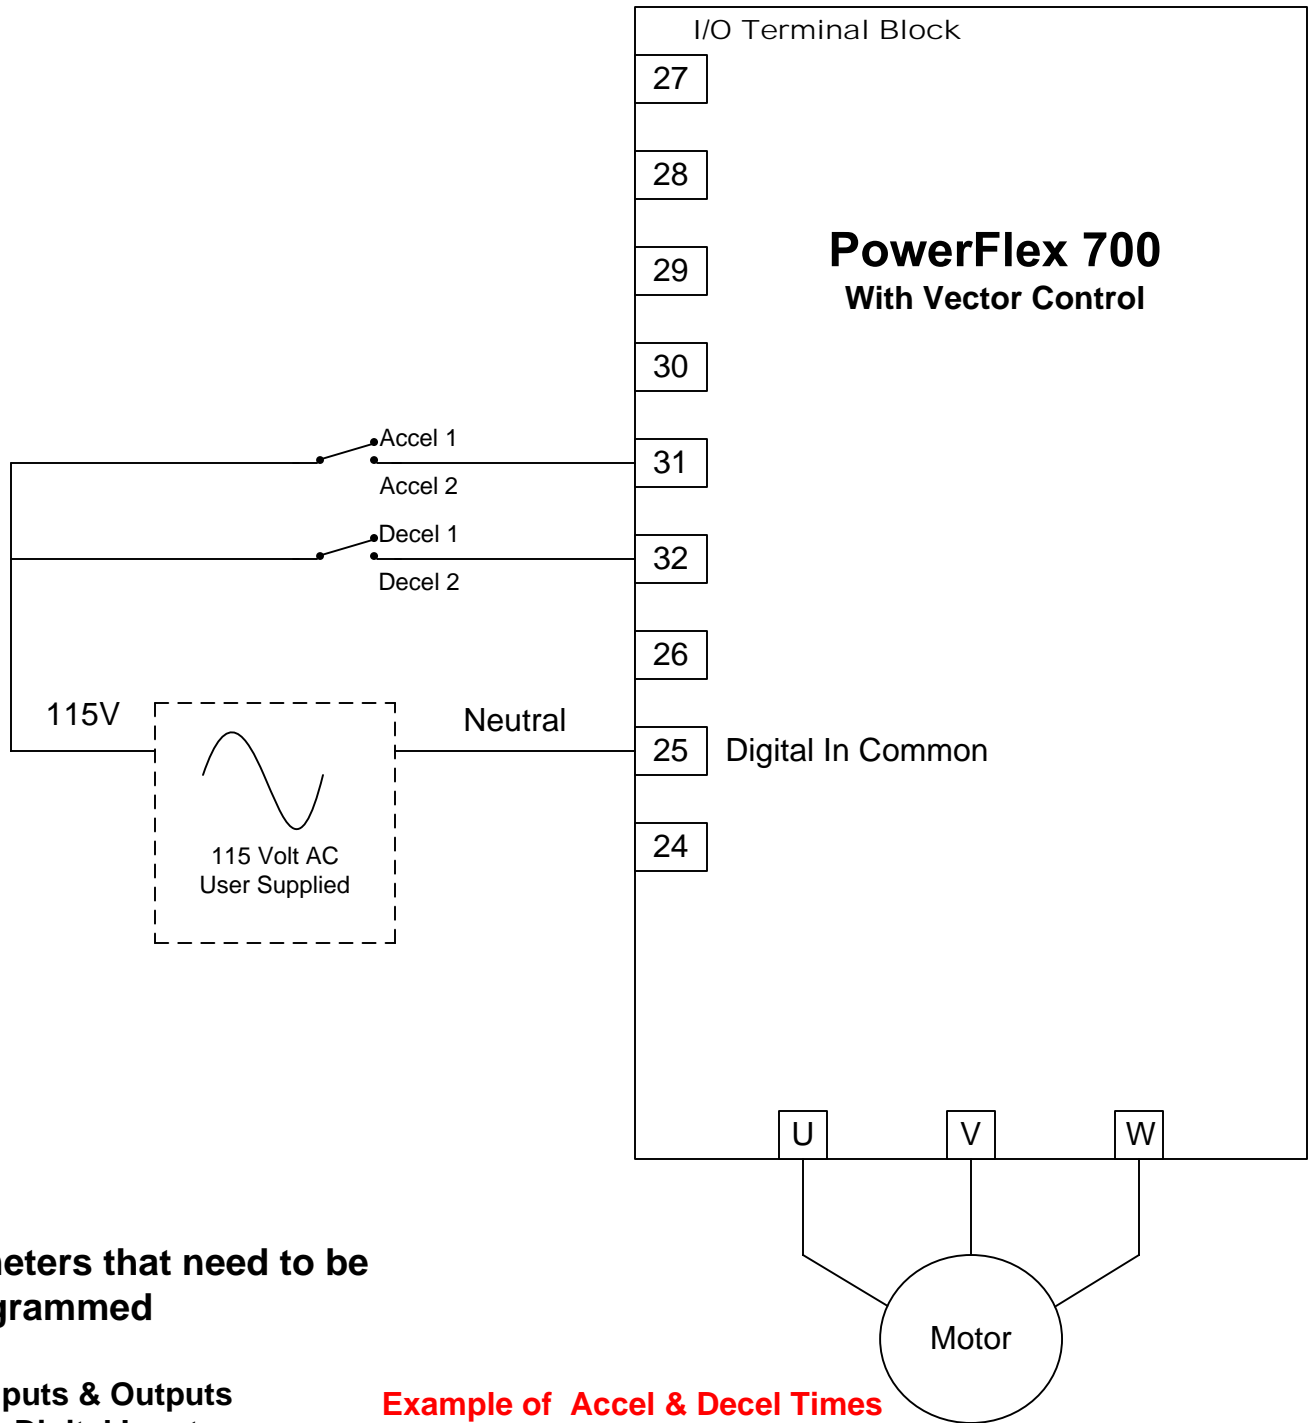 I/O Terminal Block
27
28
PowerFlex 700
29
With Vector Control
30
Accel 1
31
Accel 2
Decel 1
32
Decel 2
26
115V
Neutral
25 Digital In Common
24
115 Volt AC
User Supplied
U V W
Motor
eters that need to be
grammed
puts & Outputs
Example of Accel & Decel Times